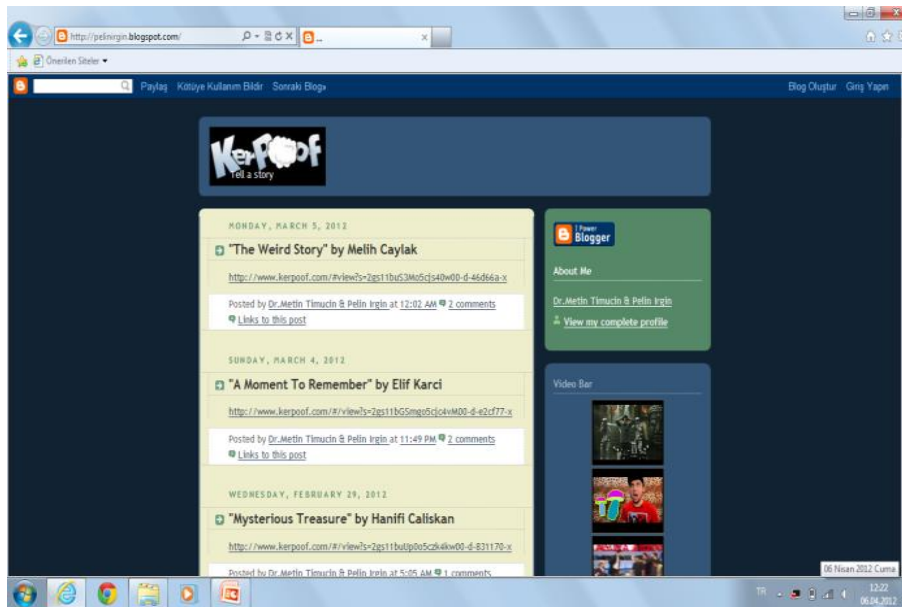 http://pelinirgin.blogspot.com/
Önerilen Siteler
Paylaş Kötüye Kullanım Bildir Sonraki Blog» Blog Oluştur Giriş Yapın
KerPoof
Tell a story
MONDAY, MARCH 5, 2012
"The Weird Story" by Melih Caylak
Posted by Dr.Metin Timucin & Pelin Irgin at 12:02 AM 2 comments
Links to this post
SUNDAY, MARCH 4, 2012
"A Moment To Remember" by Elif Karci
Posted by Dr.Metin Timucin & Pelin Irgin at 11:49 PM 2 comments
Links to this post
WEDNESDAY, FEBRUARY 29, 2012
"Mysterious Treasure" by Hanifi Caliskan
Posted by Dr.Metin Timucin & Pelin Irgin at 5:05 AM 1 comments
I Power
Blogger
About Me
Dr.Metin Timucin & Pelin Irgin
View my complete profile
Video Bar
06 Nisan 2012 Cuma
TR
12:22
06.04.2012